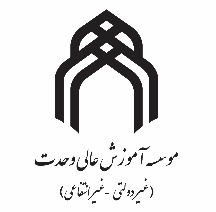 موسسه آموزش عالی وحدت
(غیردولتی - غیرانتفاعی)